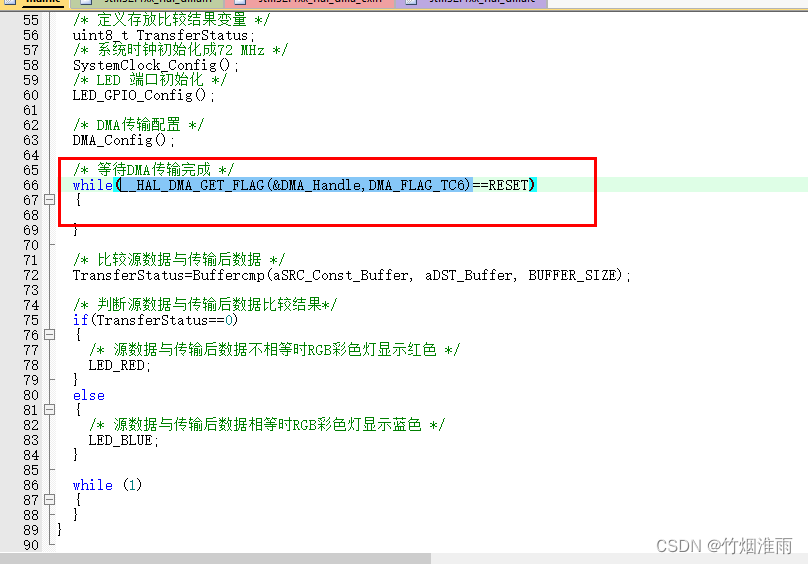 55 /* 定义存放比较结果变量 */
56 uint8_t TransferStatus;
57 /* 系统时钟初始化成72 MHz */
58 SystemClock_Config();
59 /* LED 端口初始化 */
60 LED_GPIO_Config();
61
62 /* DMA传输配置 */
63 DMA_Config();
64
65 /* 等待DMA传输完成 */
66 while(__HAL_DMA_GET_FLAG(&DMA_Handle,DMA_FLAG_TC6)==RESET)
67 {
68
69 }
70
71 /* 比较源数据与传输后数据 */
72 TransferStatus=Buffercmp(aSRC_Const_Buffer, aDST_Buffer, BUFFER_SIZE);
73
74 /* 判断源数据与传输后数据比较结果*/
75 if(TransferStatus==0)
76 {
77 /* 源数据与传输后数据不相等时RGB彩色灯显示红色 */
78 LED_RED;
79 }
80 else
81 {
82 /* 源数据与传输后数据相等时RGB彩色灯显示蓝色 */
83 LED_BLUE;
84 }
85
86 while (1)
87 {
88 }
89 }
90
CSDN @竹烟淮雨